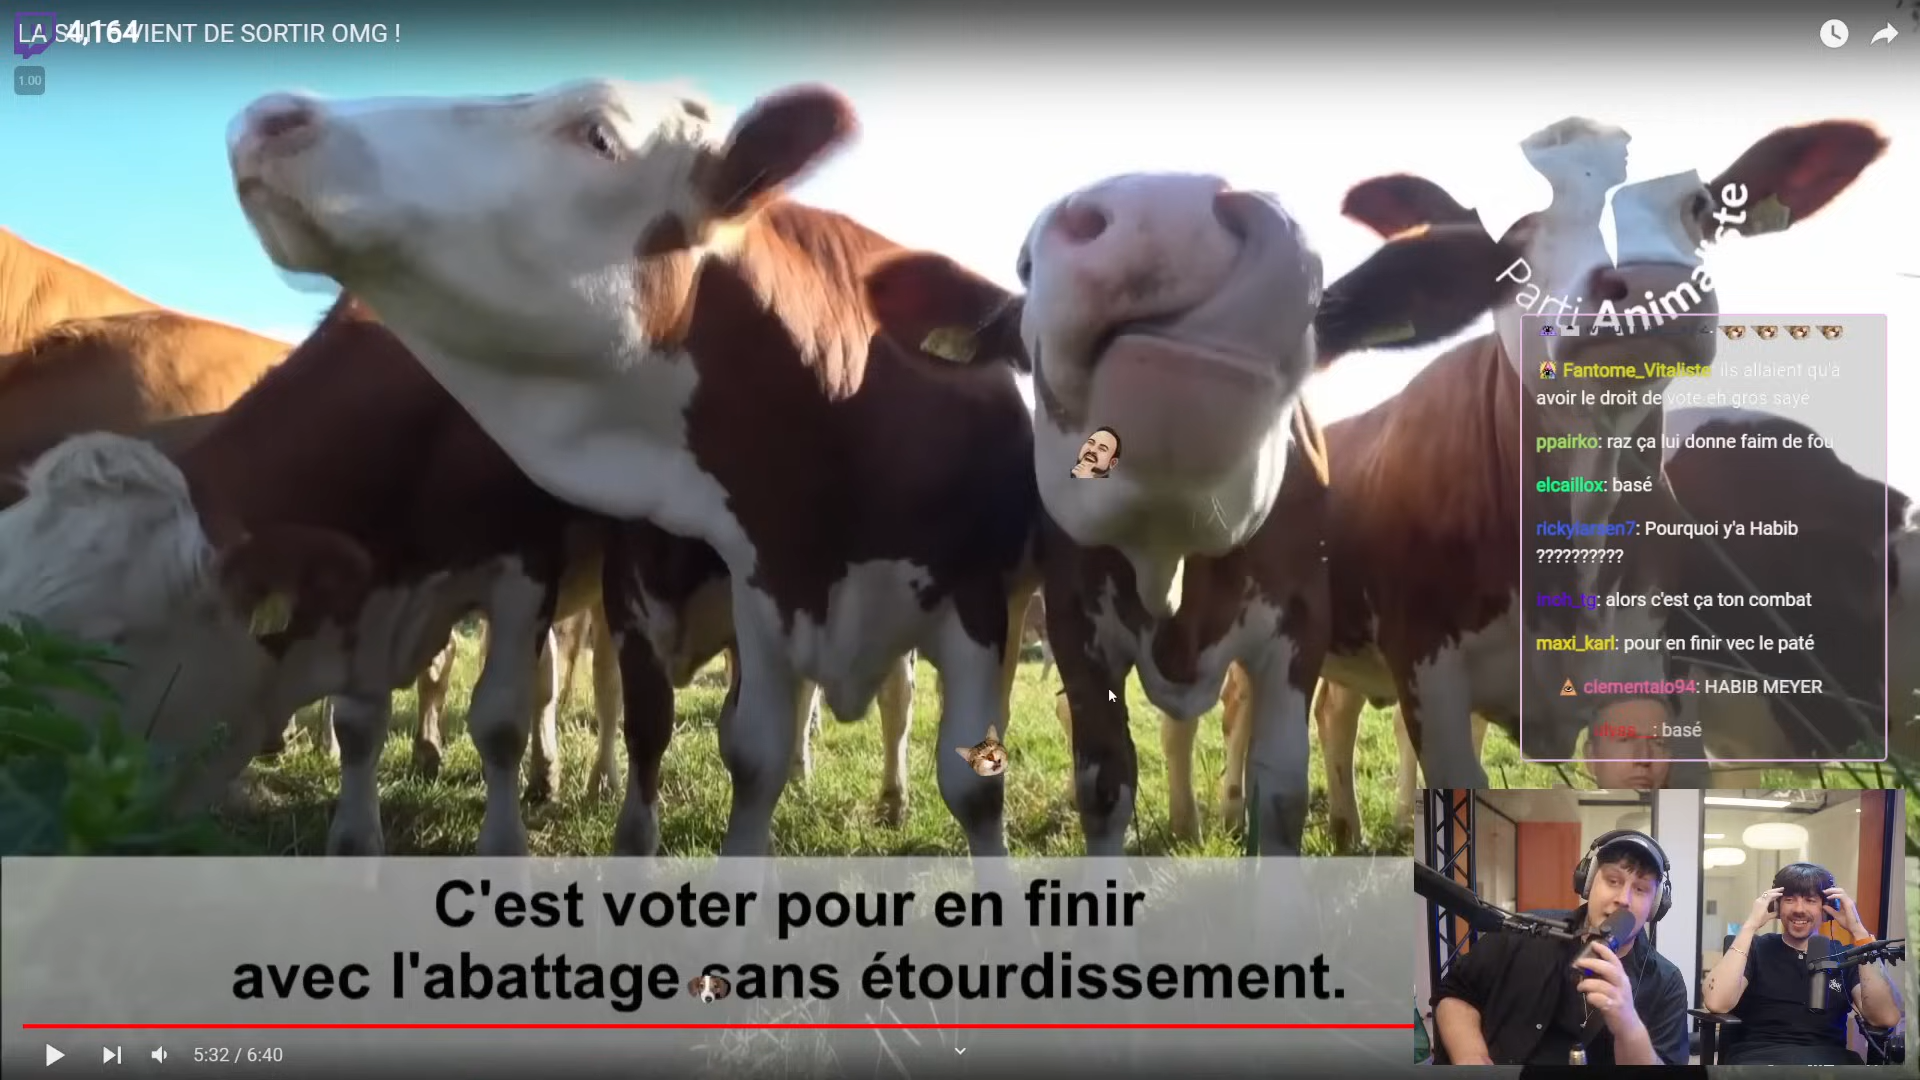 LA SUITE VIENT DE SORTIR OMG !
4,164
1.00
Parti Animaliste
Fantome_Vitaliste: ils allaient qu'a
avoir le droit de vote eh gros saye
ppairko: raz ça lui donne faim de fou
elcaillox: basé
rickylarsen7: Pourquoi y'a Habib
??????????
inoh_tg: alors c'est ça ton combat
maxi_karl: pour en finir vec le paté
clementalo94: HABIB MEYER
: basé
C'est voter pour en finir
avec l'abattage sans étourdissement.
5:32 / 6:40